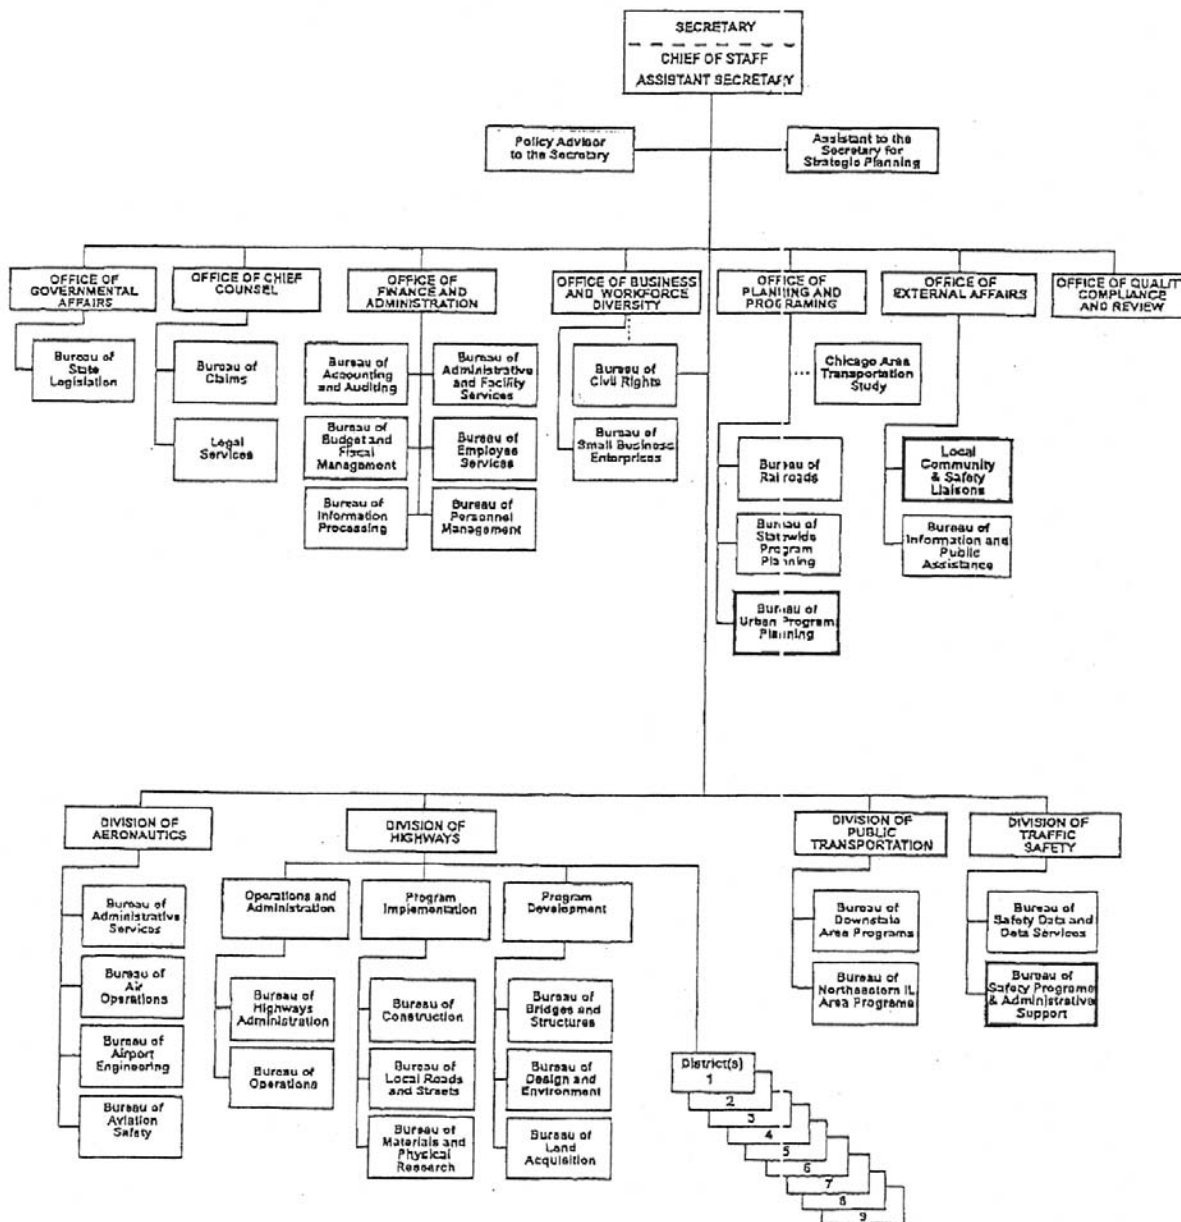 SECRETARY
CHIEF OF STAFF
ASSISTANT SECRETARY
Policy Advisor
to the Secretary
Assistant to the
Secretary for
Strategic Planning
OFFICE OF
GOVERNMENTAL
AFFAIRS
OFFICE OF CHIEF
COUNSEL
OFFICE OF
FINANCE AND
ADMINISTRATION
OFFICE OF BUSINESS
AND WORKFORCE
DIVERSITY
OFFICE OF
PLANNING AND
PROGRAMING
OFFICE OF
EXTERNAL AFFAIRS
OFFICE OF QUALITY
COMPLIANCE
AND REVIEW
Bureau of
State
Legislation
Bureau of
Claims
Legal
Services
Bureau of
Accounting
and Auditing
Bureau of
Administrative
and Facility
Services
Bureau of
Budget and
Fiscal
Management
Bureau of
Employee
Services
Bureau of
Information
Processing
Bureau of
Personnel
Management
Bureau of
Civil Rights
Bureau of
Small Business
Enterprises
Chicago Area
Transportation
Study
Bureau of
Railroads
Bureau of
Statewide
Program
Planning
Bureau of
Urban Program
Planning
Local
Community
& Safety
Liaisons
Bureau of
Information and
Public
Assistance
DIVISION OF
AERONAUTICS
DIVISION OF
HIGHWAYS
DIVISION OF
PUBLIC
TRANSPORTATION
DIVISION OF
TRAFFIC
SAFETY
Bureau of
Administrative
Services
Bureau of
Air
Operations
Bureau of
Airport
Engineering
Bureau of
Aviation
Safety
Operations and
Administration
Bureau of
Highways
Administration
Bureau of
Operations
Program
Implementation
Bureau of
Construction
Bureau of
Local Roads
and Streets
Bureau of
Materials and
Physical
Research
Program
Development
Bureau of
Bridges and
Structures
Bureau of
Design and
Environment
Bureau of
Land
Acquisition
District(s)
1
2
3
4
5
6
7
8
9
Bureau of
Downstate
Area Programs
Bureau of
Northeastern IL
Area Programs
Bureau of
Safety Data and
Data Services
Bureau of
Safety Programs
& Administrative
Support